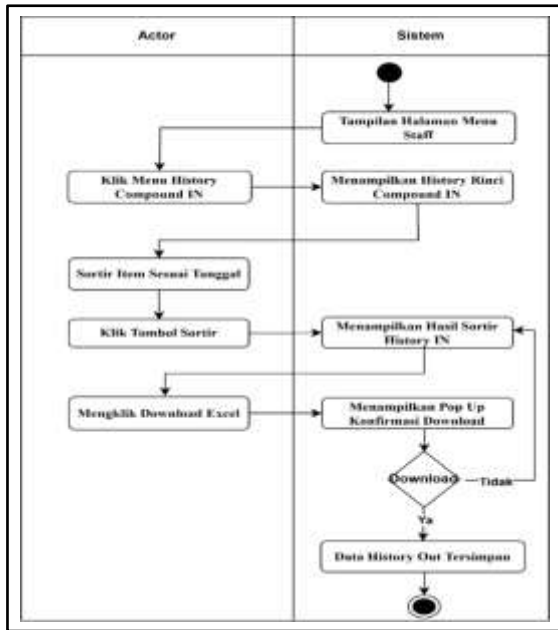 Actor
Sistem
Tampilan Halaman Menu
Staff
Klik Menu History
Compound IN
Menampilkan History Rinci
Compound IN
Sortir Item Sesuai Tanggal
Klik Tombol Sortir
Menampilkan Hasil Sortir
History IN
Mengklik Download Excel
Menampilkan Pop Up
Konfirmasi Download
Download
Tidak
Ya
Data History Out Tersimpan